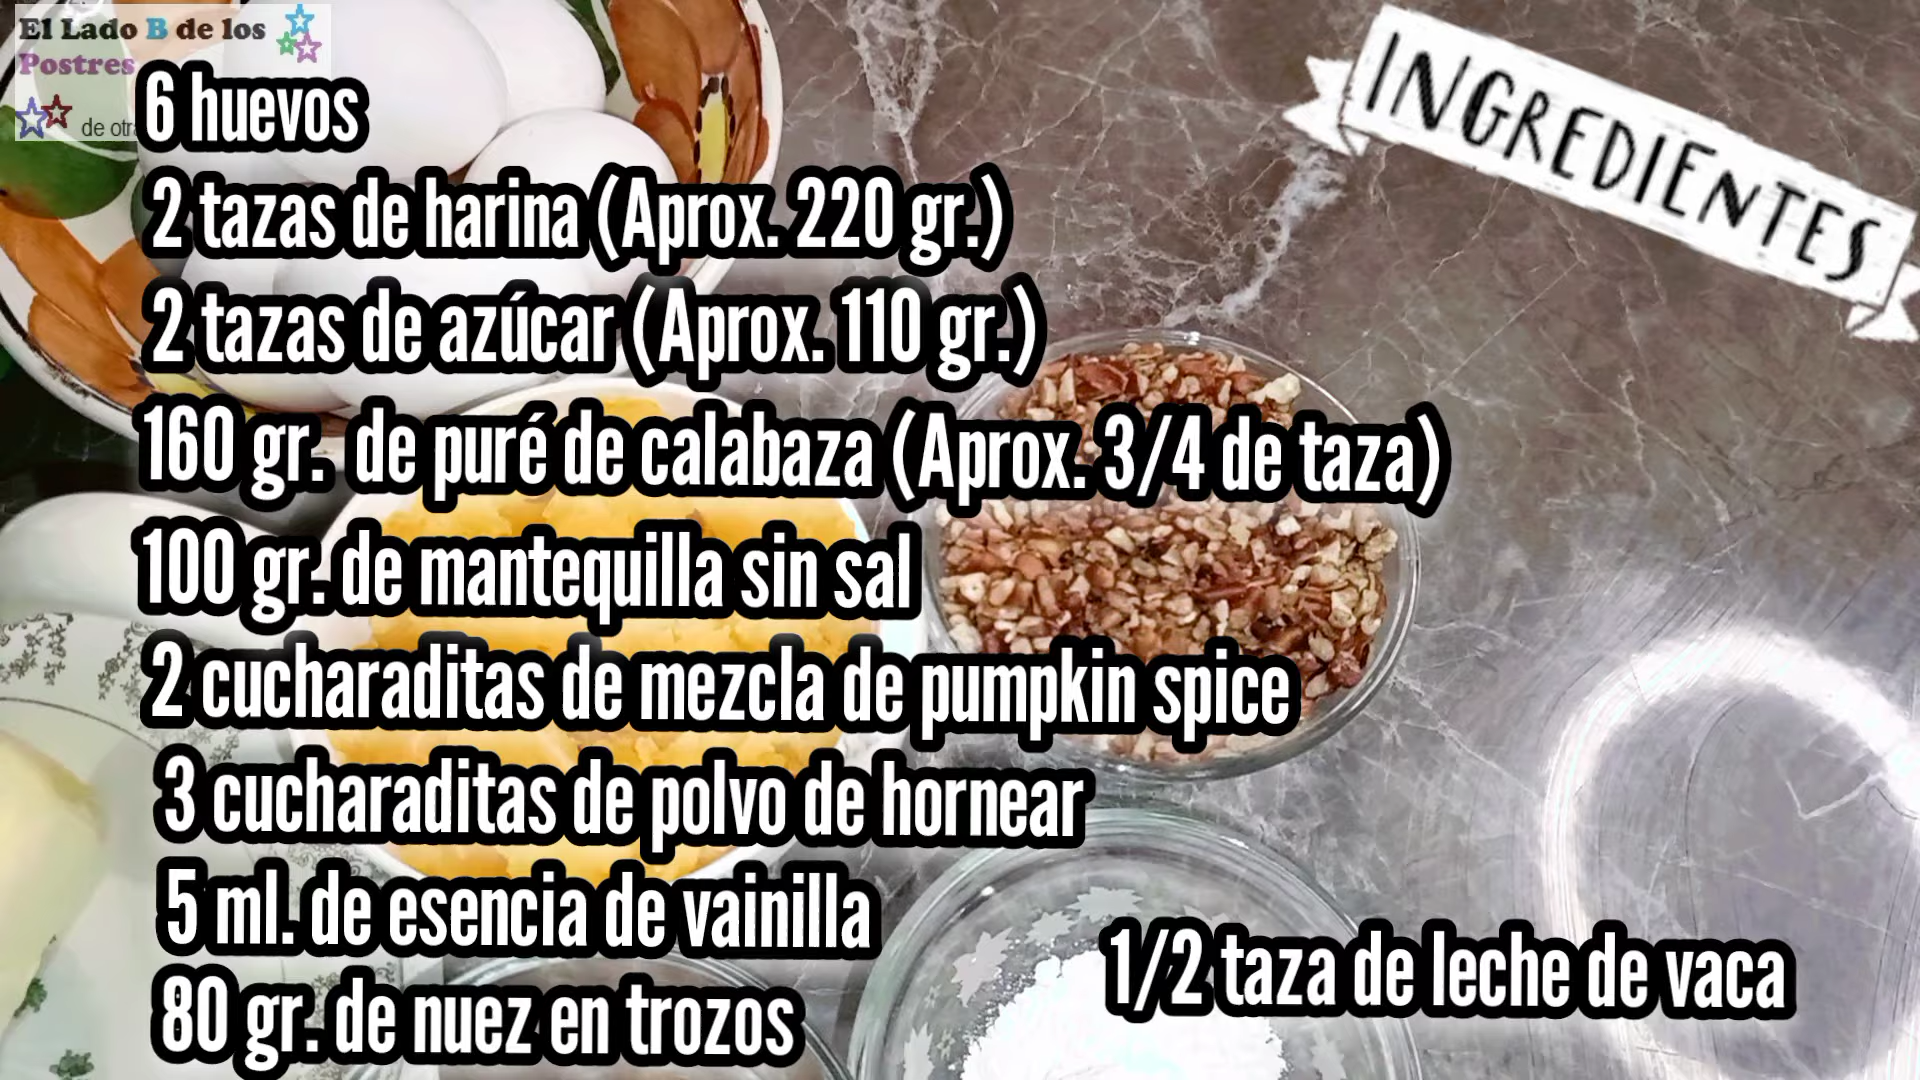 El Lado B de los
Postres
de otr
INGREDIENTES
6 huevos
2 tazas de harina (Aprox. 220 gr.)
2 tazas de azúcar (Aprox. 110 gr.)
160 gr. de puré de calabaza (Aprox. 3/4 de taza)
100 gr. de mantequilla sin sal
2 cucharaditas de mezcla de pumpkin spice
3 cucharaditas de polvo de hornear
5 ml. de esencia de vainilla
80 gr. de nuez en trozos
1/2 taza de leche de vaca